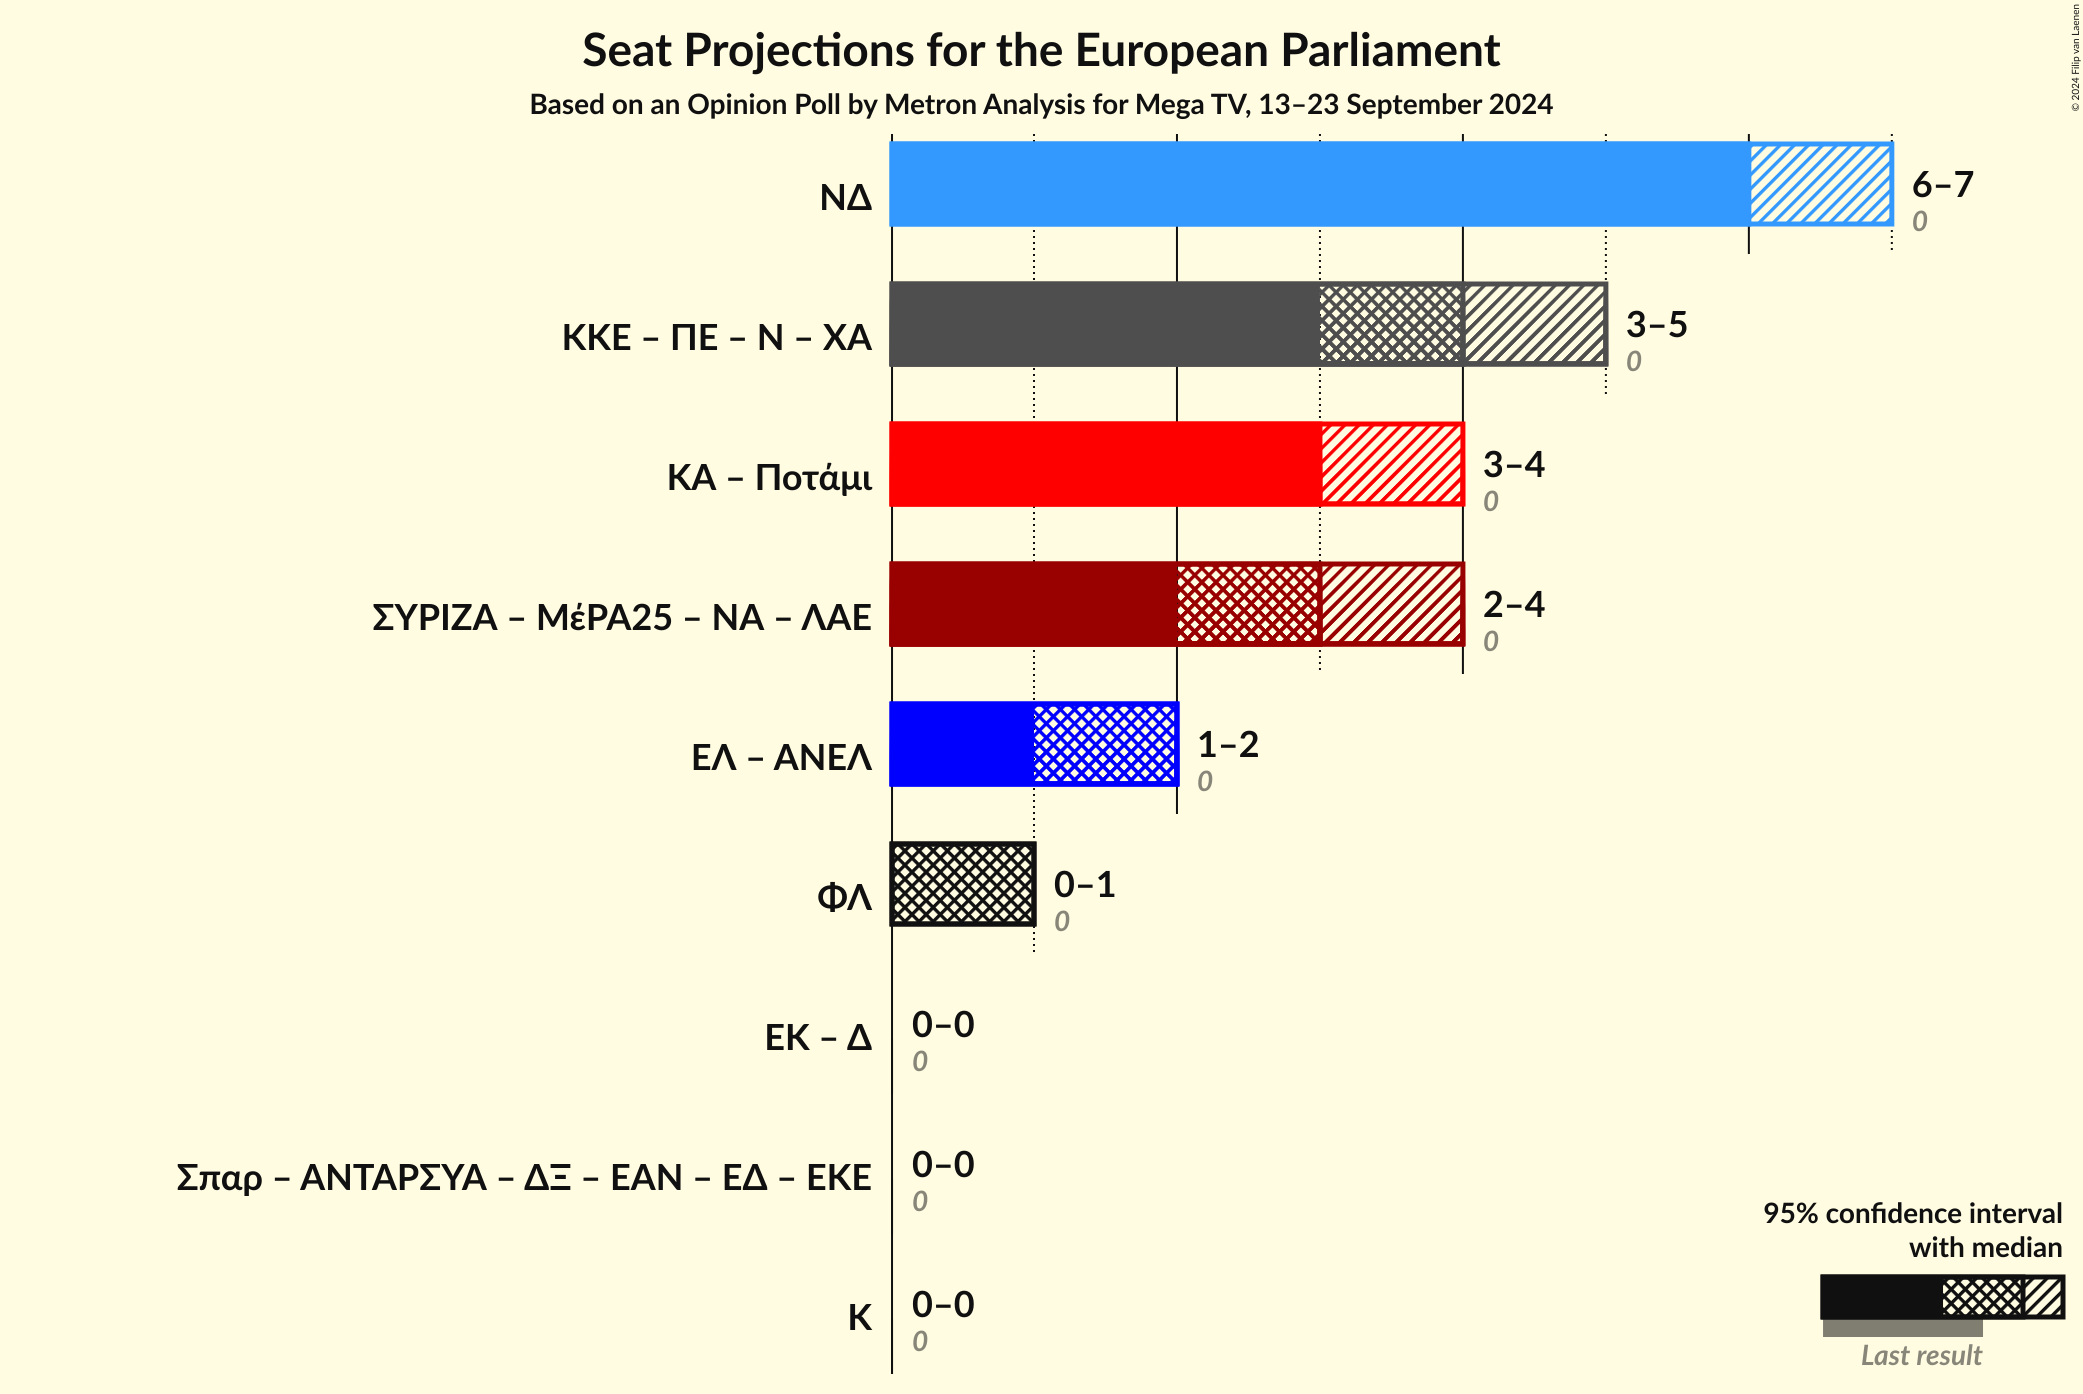 Seat Projections for the European Parliament
Based on an Opinion Poll by Metron Analysis for Mega TV, 13–23 September 2024
© 2024 Filip van Laenen
ΝΔ
6–7
0
ΚΚΕ – ΠΕ – Ν – ΧΑ
3–5
0
ΚΑ – Ποτάμι
3–4
0
ΣΥΡΙΖΑ – ΜέΡΑ25 – ΝΑ – ΛΑΕ
2–4
0
ΕΛ – ΑΝΕΛ
1–2
0
ΦΛ
0–1
0
ΕΚ – Δ
0–0
0
Σπαρ – ΑΝΤΑΡΣΥΑ – ΔΞ – ΕΑΝ – ΕΔ – ΕΚΕ
0–0
0
Κ
0–0
0
95% confidence interval
with median
Last result